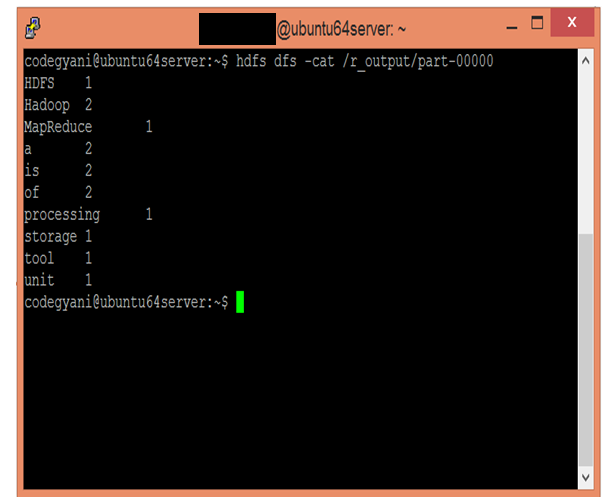 @ubuntu64server: ~
codegyani@ubuntu64server:~$ hdfs dfs -cat /r_output/part-00000
HDFS 1
Hadoop 2
MapReduce 1
a 2
is 2
of 2
processing 1
storage 1
tool 1
unit 1
codegyani@ubuntu64server:~$